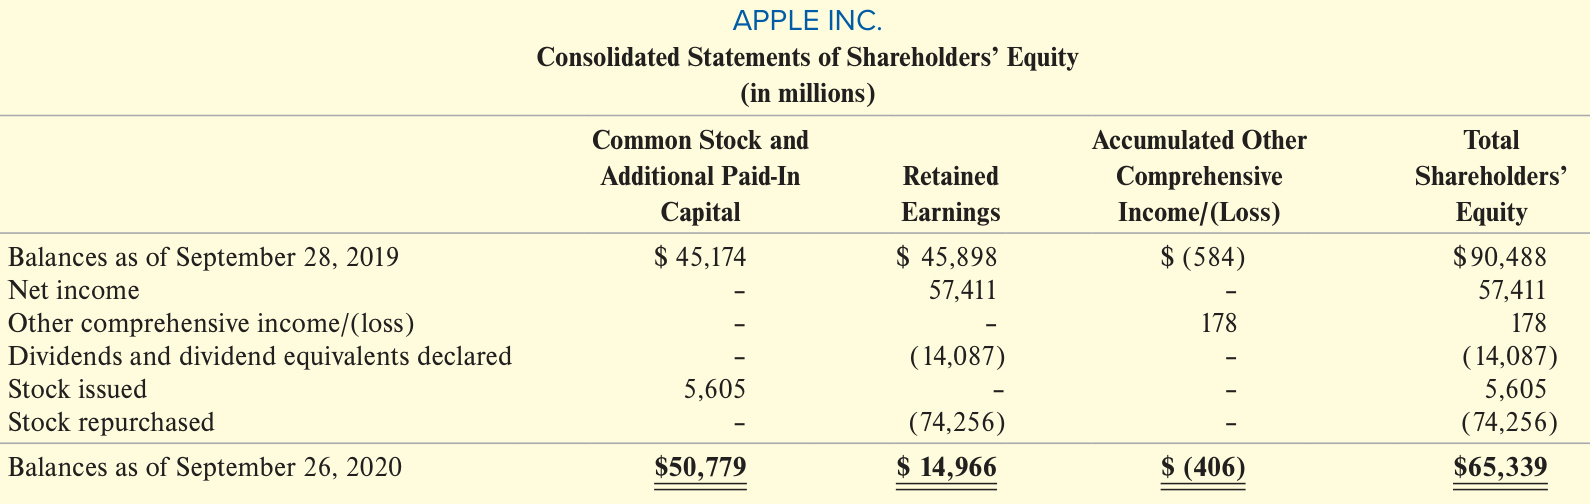 APPLE INC.
Consolidated Statements of Shareholders’ Equity
(in millions)
Common Stock and Additional Paid-In Capital Retained Earnings Accumulated Other Comprehensive Income/(Loss) Total Shareholders’ Equity
Balances as of September 28, 2019 $ 45,174 $ 45,898 $ (584) $90,488
Net income – 57,411 – 57,411
Other comprehensive income/(loss) – – 178 178
Dividends and dividend equivalents declared – (14,087) – (14,087)
Stock issued 5,605 – – 5,605
Stock repurchased – (74,256) – (74,256)
Balances as of September 26, 2020 $50,779 $ 14,966 $ (406) $65,339